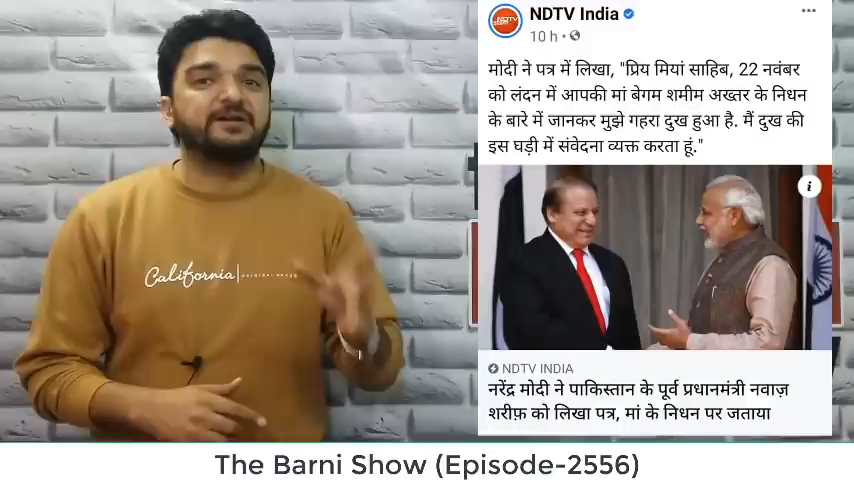 NDTV
NDTV India
10 h
मोदी ने पत्र में लिखा, "प्रिय मियां साहिब, 22 नवंबर
को लंदन में आपकी मां बेगम शमीम अख्तर के निधन
के बारे में जानकर मुझे गहरा दुख हुआ है. मैं दुख की
इस घड़ी में संवेदना व्यक्त करता हूं."
i
California
NDTV INDIA
नरेंद्र मोदी ने पाकिस्तान के पूर्व प्रधानमंत्री नवाज़
शरीफ़ को लिखा पत्र, मां के निधन पर जताया
The Barni Show (Episode-2556)